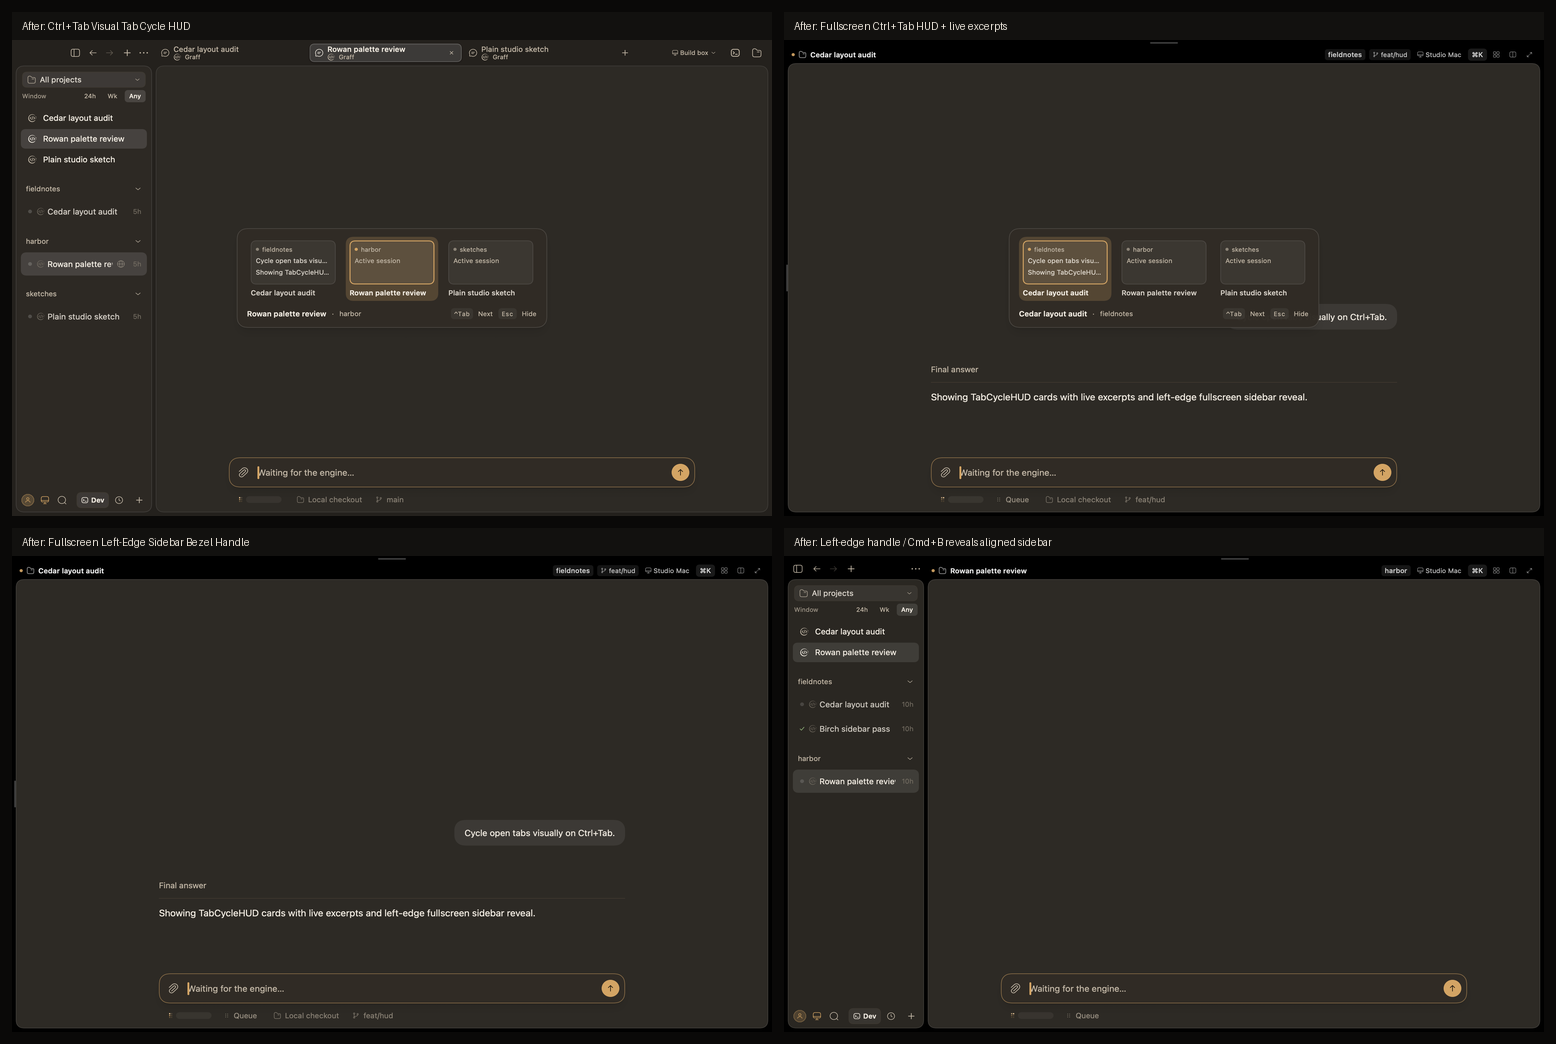 After: Ctrl+Tab Visual TabCycle HUD
Cedar layout audit
Graff
Rowan palette review
Graff
×
Plain studio sketch
Graff
Build box
All projects
Window 24h Wk Any
Cedar layout audit
Rowan palette review
Plain studio sketch
fieldnotes
Cedar layout audit 5h
harbor
Rowan palette re 5h
sketches
Plain studio sketch 5h
fieldnotes
Cycle open tabs visu...
Showing TabCycleHU...
Cedar layout audit
harbor
Active session
Rowan palette review
sketches
Active session
Plain studio sketch
Rowan palette review · harbor
^Tab Next Esc Hide
Waiting for the engine...
Local checkout main
Dev
After: Fullscreen Ctrl+Tab HUD + live excerpts
Cedar layout audit
fieldnotes feat/hud Studio Mac ⌘K
fieldnotes
Cycle open tabs visu...
Showing TabCycleHU...
Cedar layout audit
harbor
Active session
Rowan palette review
sketches
Active session
Plain studio sketch
Cedar layout audit · fieldnotes
^Tab Next Esc Hide
ually on Ctrl+Tab.
Final answer
Showing TabCycleHUD cards with live excerpts and left-edge fullscreen sidebar reveal.
Waiting for the engine...
Queue Local checkout feat/hud
After: Fullscreen Left-Edge Sidebar Bezel Handle
Cedar layout audit
fieldnotes feat/hud Studio Mac ⌘K
Cycle open tabs visually on Ctrl+Tab.
Final answer
Showing TabCycleHUD cards with live excerpts and left-edge fullscreen sidebar reveal.
Waiting for the engine...
Queue Local checkout feat/hud
After: Left-edge handle / Cmd+B reveals aligned sidebar
Rowan palette review
harbor Studio Mac ⌘K
All projects
Window 24h Wk Any
Cedar layout audit
Rowan palette review
fieldnotes
Cedar layout audit 10h
Birch sidebar pass 10h
harbor
Rowan palette revie 10h
Waiting for the engine...
Queue
Dev